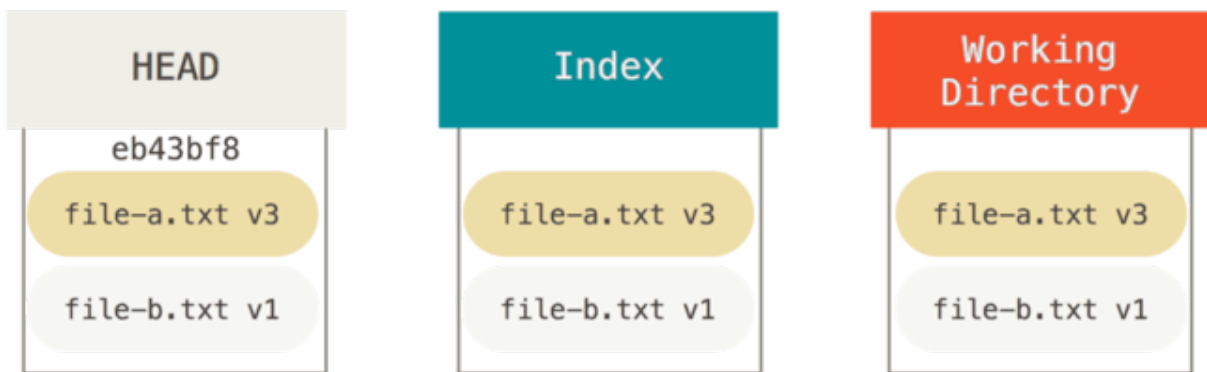 HEAD
Index
Working
Directory
eb43bf8
file-a.txt v3
file-a.txt v3
file-a.txt v3
file-b.txt v1
file-b.txt v1
file-b.txt v1